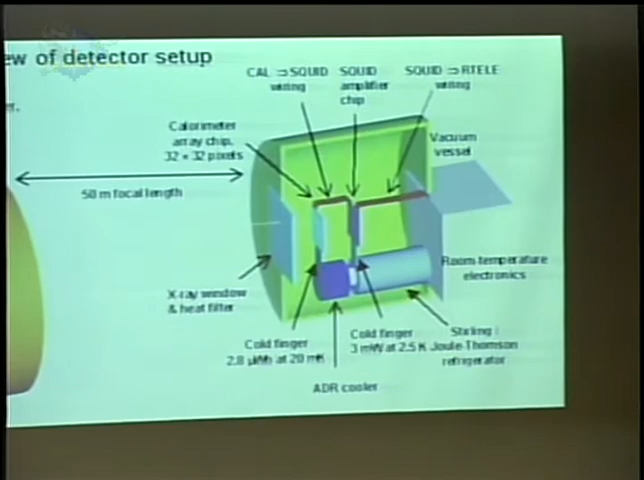 ew of detector setup
er.
CAL ⊃ SQUID
wiring
SQUID
amplifier
chip
SQUID ⊃ RTELE
wiring
Calorimeter
array chip,
32 × 32 pixels
Vacuum
vessel
50 m focal length
Room-temperature
electronics
X-ray window
& heat filter
Cold finger
2.8 µW at 20 mK
Cold finger
3 mW at 2.5 K
Stirling /
Joule-Thomson
refrigerator
ADR cooler